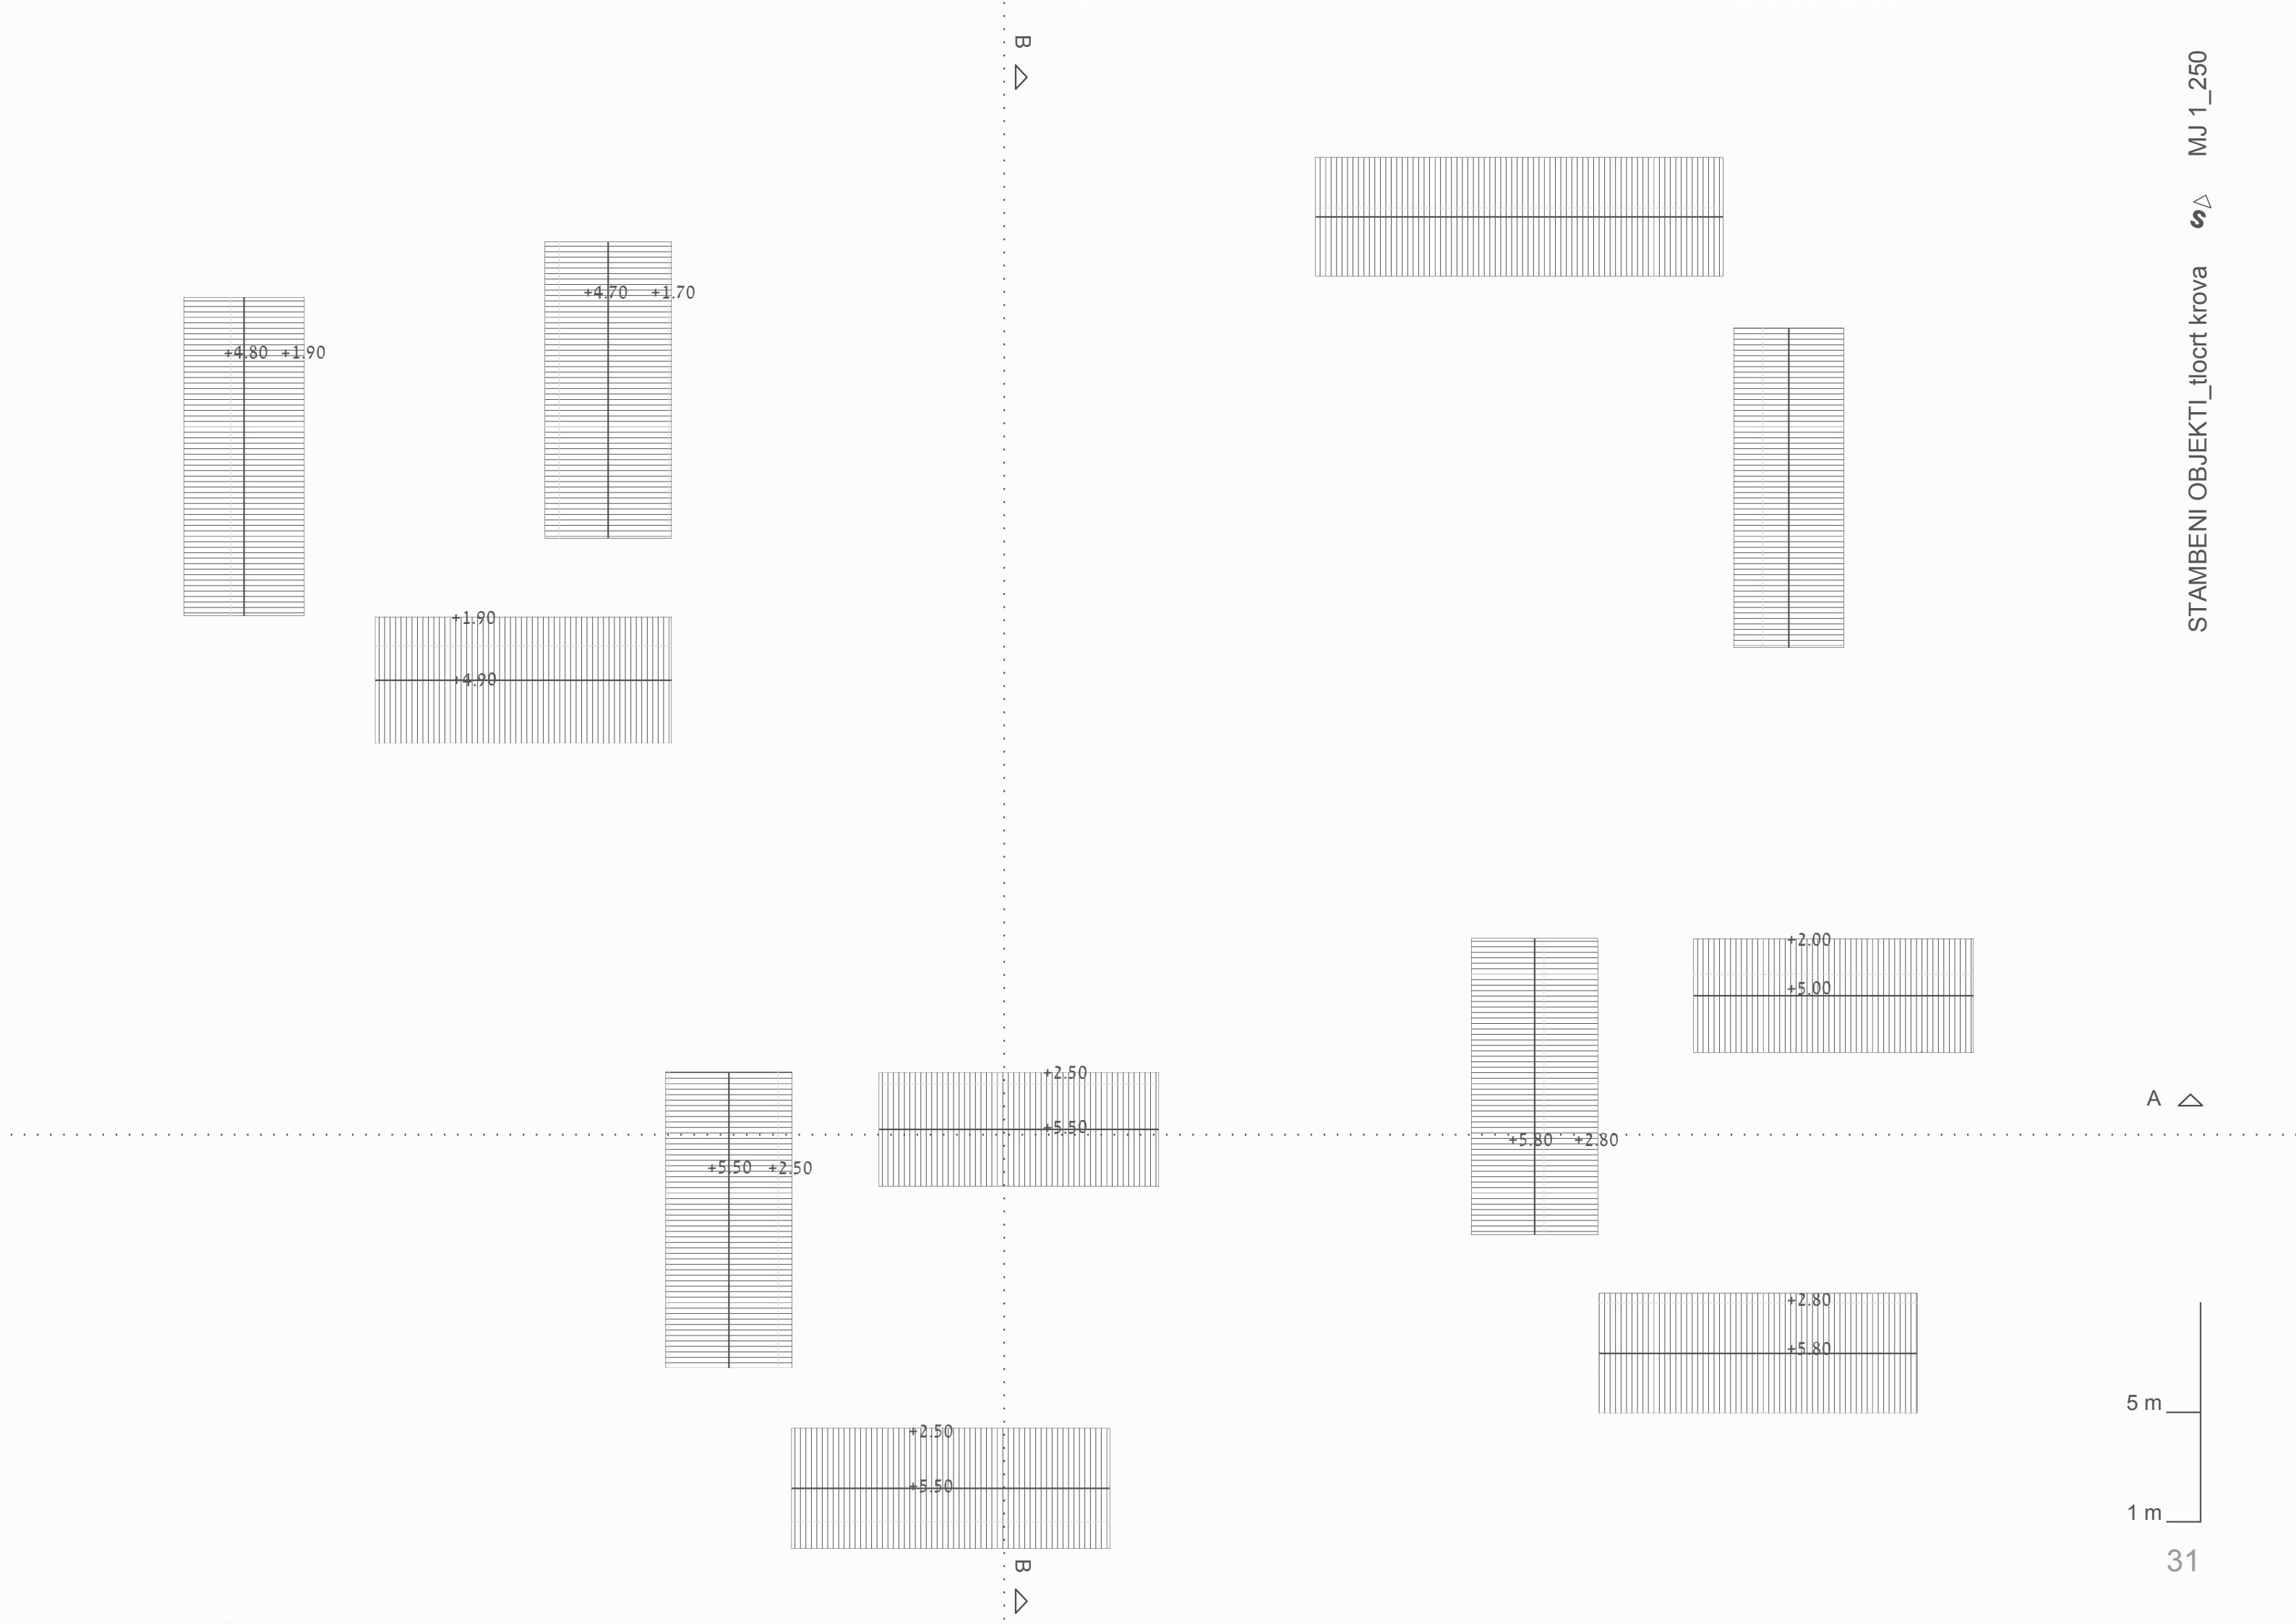 B
MJ 1_250
S
STAMBENI OBJEKTI_tlocrt krova
+4.70 +1.70
+4.80 +1.90
+1.90
+4.90
+2.00
+5.00
+2.50
+5.50
A
+5.80 +2.80
+5.50 +2.50
+2.80
+5.80
5 m
+2.50
+5.50
1 m
B
31